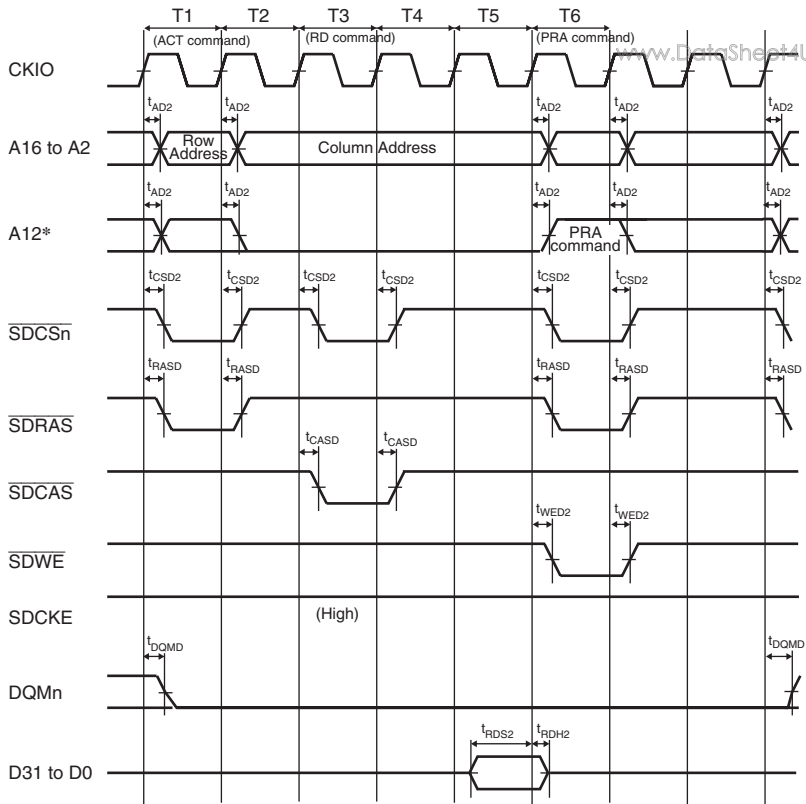 T1 T2 T3 T4 T5 T6
(ACT command) (RD command) (PRA command)
www.DataSheet4U
CKIO
tAD2 tAD2 tAD2 tAD2 tAD2
A16 to A2 Row Address Column Address
tAD2 tAD2 tAD2 tAD2 tAD2
A12* PRA command
tCSD2 tCSD2 tCSD2 tCSD2 tCSD2 tCSD2 tCSD2
SDCSn
tRASD tRASD tRASD tRASD tRASD
SDRAS
tCASD tCASD
SDCAS
tWED2 tWED2
SDWE
SDCKE (High)
tDQMD tDQMD
DQMn
tRDS2 tRDH2
D31 to D0